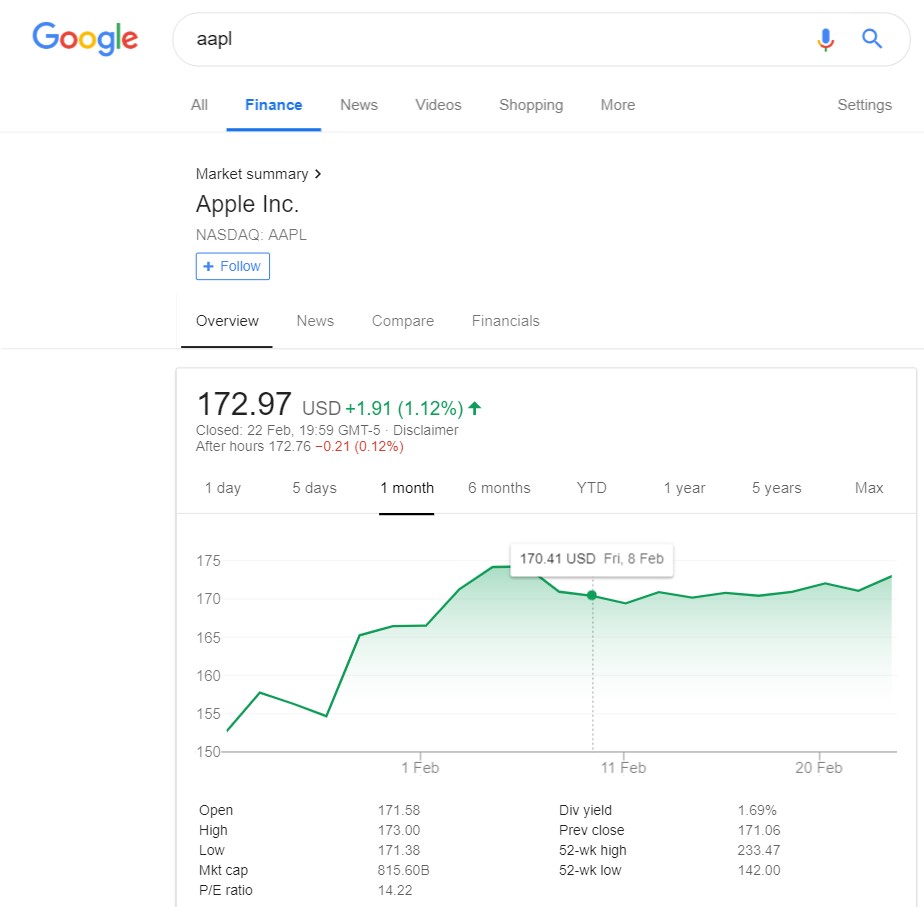 Google
aapl
All Finance News Videos Shopping More Settings
Market summary >
Apple Inc.
NASDAQ: AAPL
+ Follow
Overview News Compare Financials
172.97 USD +1.91 (1.12%) ↑
Closed: 22 Feb, 19:59 GMT-5 · Disclaimer
After hours 172.76 −0.21 (0.12%)
1 day 5 days 1 month 6 months YTD 1 year 5 years Max
170.41 USD Fri, 8 Feb
175
170
165
160
155
150
1 Feb 11 Feb 20 Feb
Open 171.58 Div yield 1.69%
High 173.00 Prev close 171.06
Low 171.38 52-wk high 233.47
Mkt cap 815.60B 52-wk low 142.00
P/E ratio 14.22